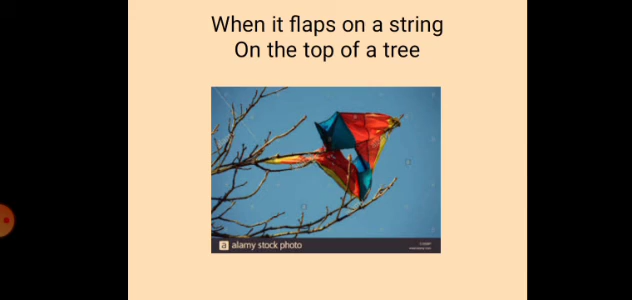 When it flaps on a string
On the top of a tree
a alamy stock photo